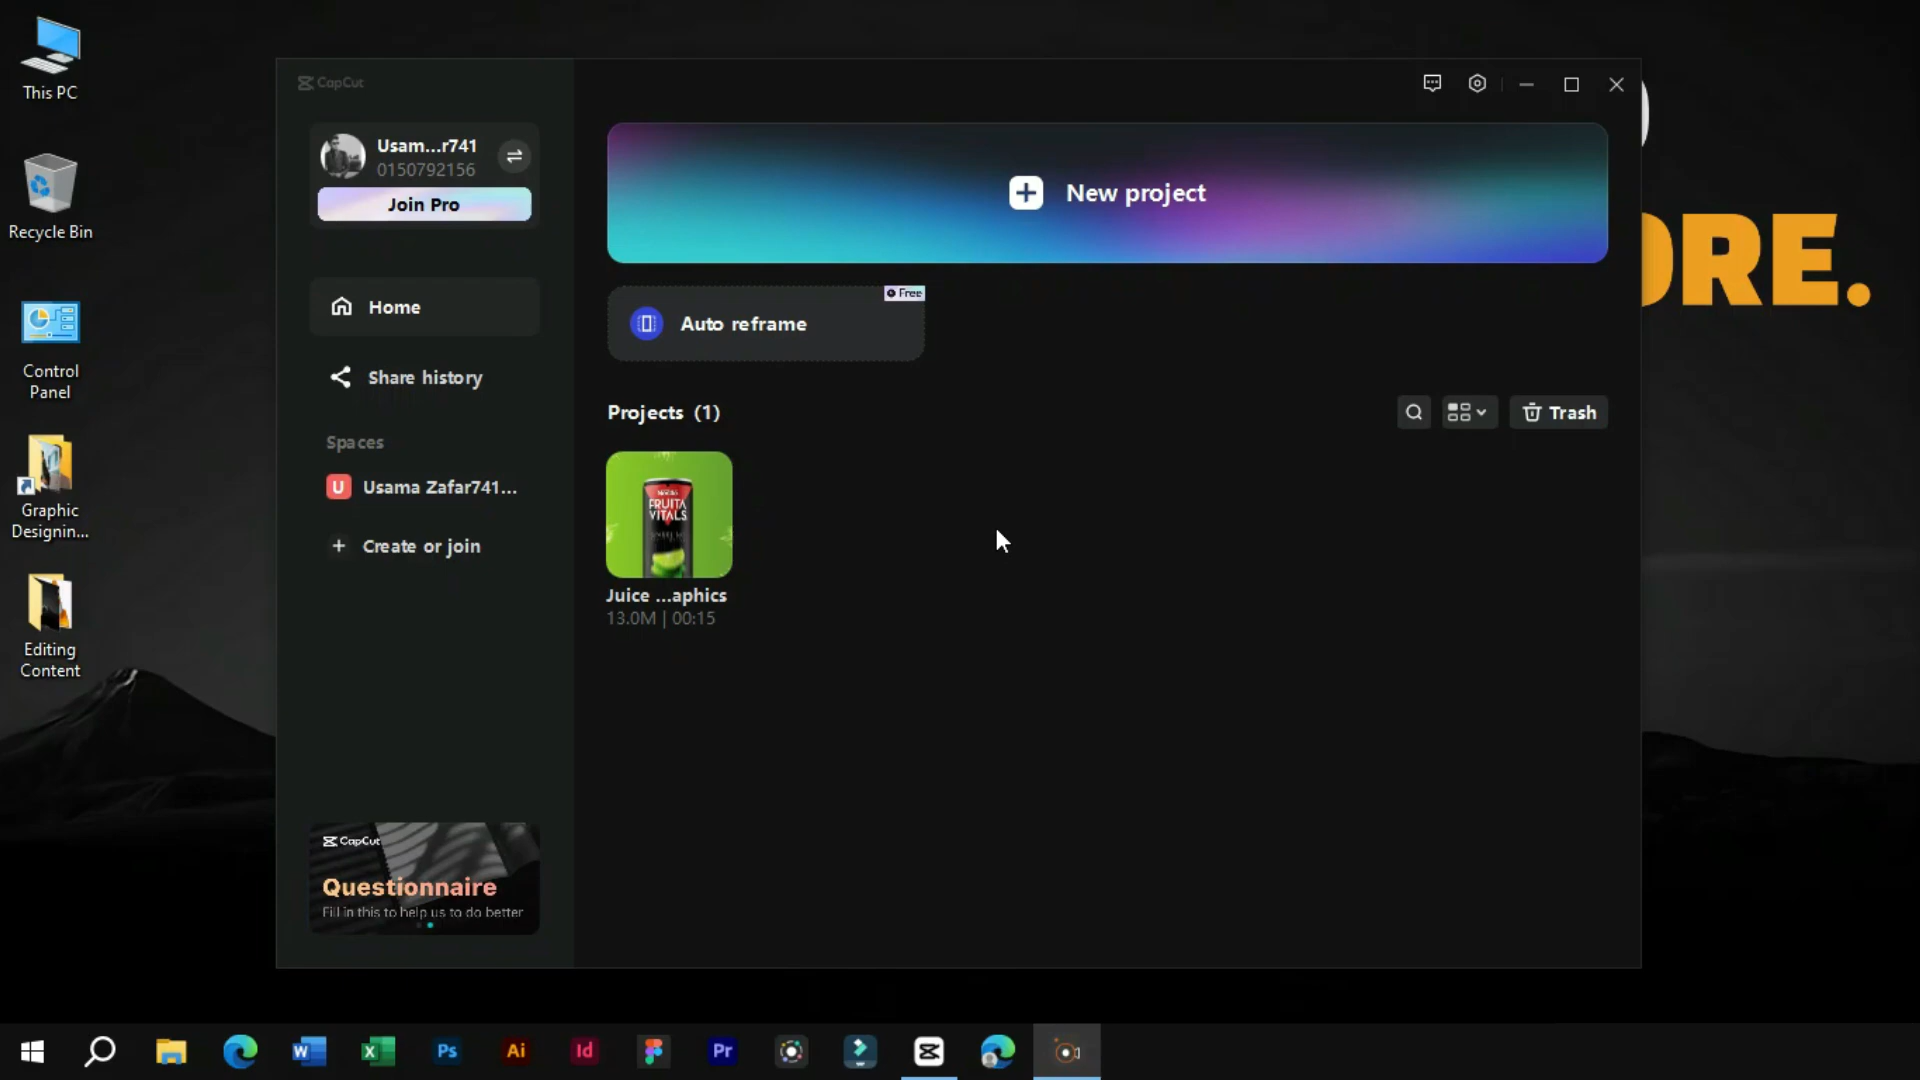 This PC
Recycle Bin
Control
Panel
Graphic
Designin...
Editing
Content
CapCut
Usam...r741
0150792156
Join Pro
Home
Share history
Spaces
U
Usama Zafar741...
+ Create or join
CapCut
Questionnaire
Fill in this to help us to do better
New project
Free
Auto reframe
Projects (1)
Trash
FRUITA
VITALS
Juice ...aphics
13.0M | 00:15
ORE.
W
X
Ps
Ai
Id
Pr